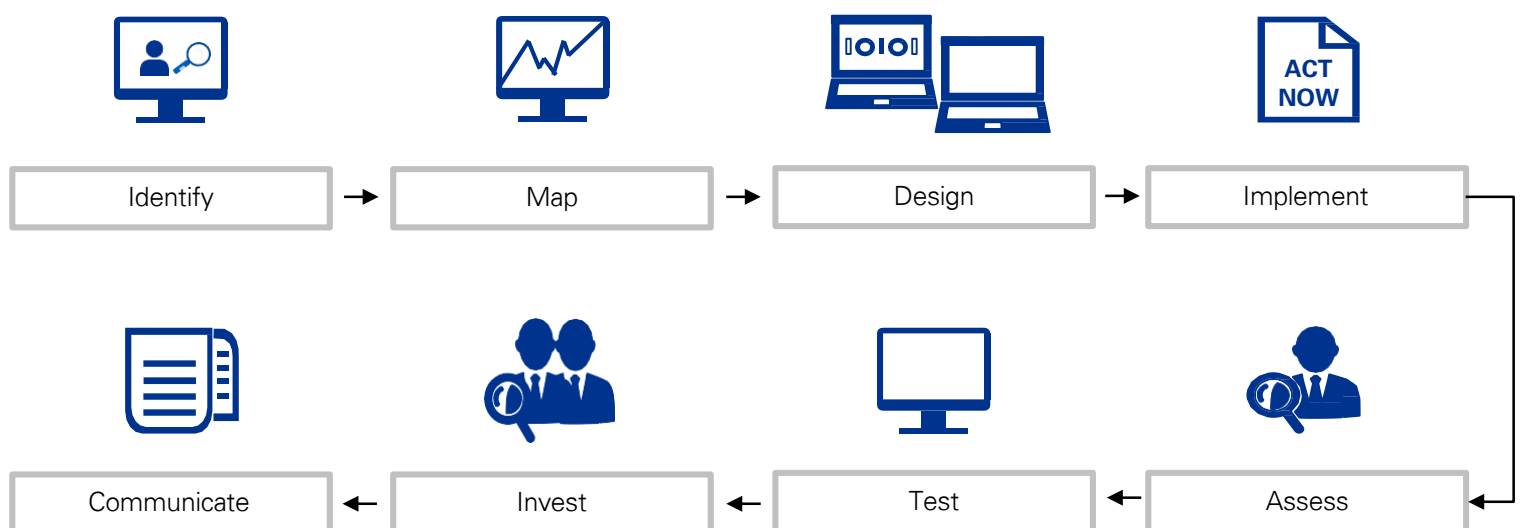 ACT
NOW
Identify
Map
Design
Implement
Communicate
Invest
Test
Assess